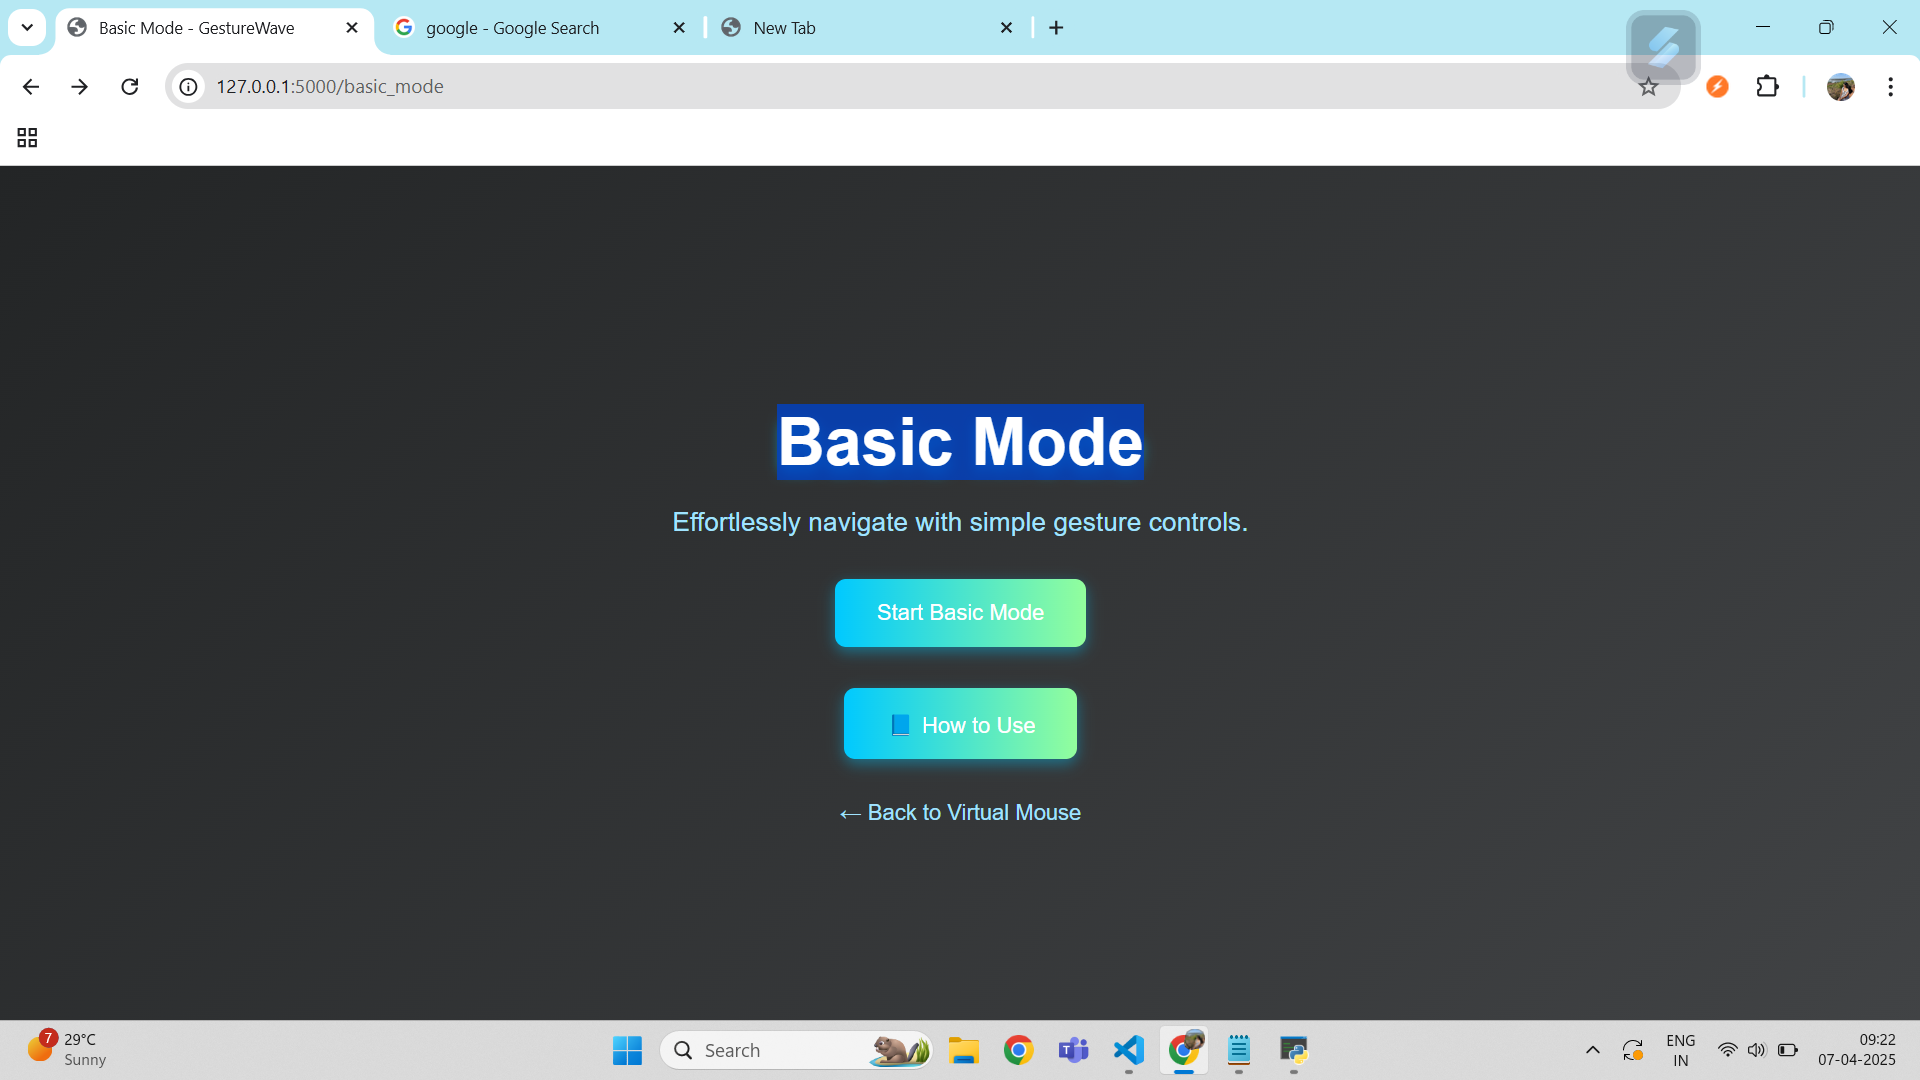 Basic Mode - GestureWave
google - Google Search
New Tab
127.0.0.1:5000/basic_mode
Basic Mode
Effortlessly navigate with simple gesture controls.
Start Basic Mode
📘 How to Use
← Back to Virtual Mouse
7
29°C
Sunny
Search
ENG
IN
09:22
07-04-2025